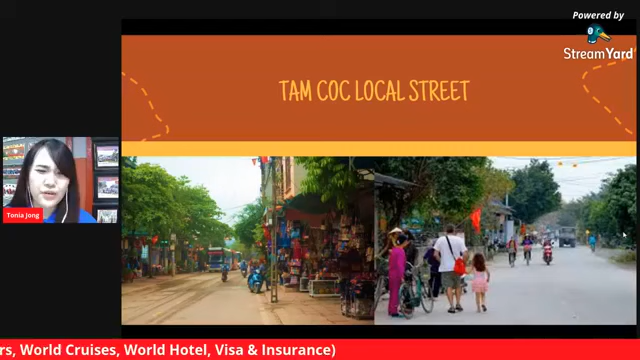 Powered by
StreamYard
TAM COC LOCAL STREET
Tonia Jong
rs, World Cruises, World Hotel, Visa & Insurance)